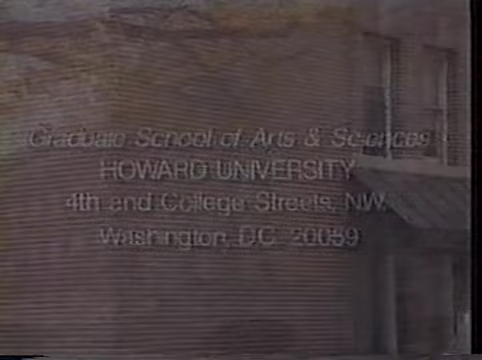 Graduate School of Arts & Sciences
HOWARD UNIVERSITY
4th and College Streets, NW.
Washington, D.C. 20059